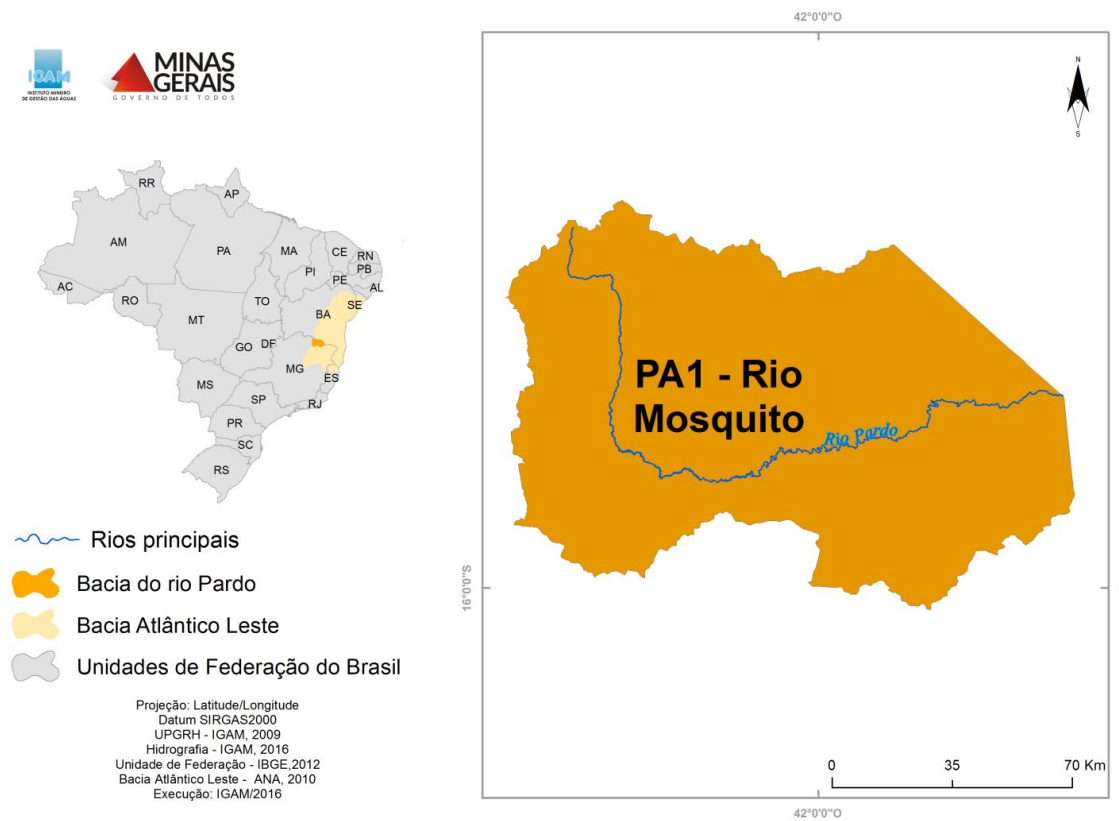 IGAM
INSTITUTO MINEIRO
DE GESTÃO DAS ÁGUAS
MINAS
GERAIS
GOVERNO DE TODOS
RR
AP
AM
PA
MA
CE
RN
PB
PI
PE
AL
AC
RO
TO
SE
BA
MT
GO
DF
MG
ES
MS
SP
RJ
PR
SC
RS
Rios principais
Bacia do rio Pardo
Bacia Atlântico Leste
Unidades de Federação do Brasil
Projeção: Latitude/Longitude
Datum SIRGAS2000
UPGRH - IGAM, 2009
Hidrografia - IGAM, 2016
Unidade de Federação - IBGE,2012
Bacia Atlântico Leste - ANA, 2010
Execução: IGAM/2016
42°0'0"O
N
S
PA1 - Rio
Mosquito
Rio Pardo
16°0'0"S
0 35 70 Km
42°0'0"O